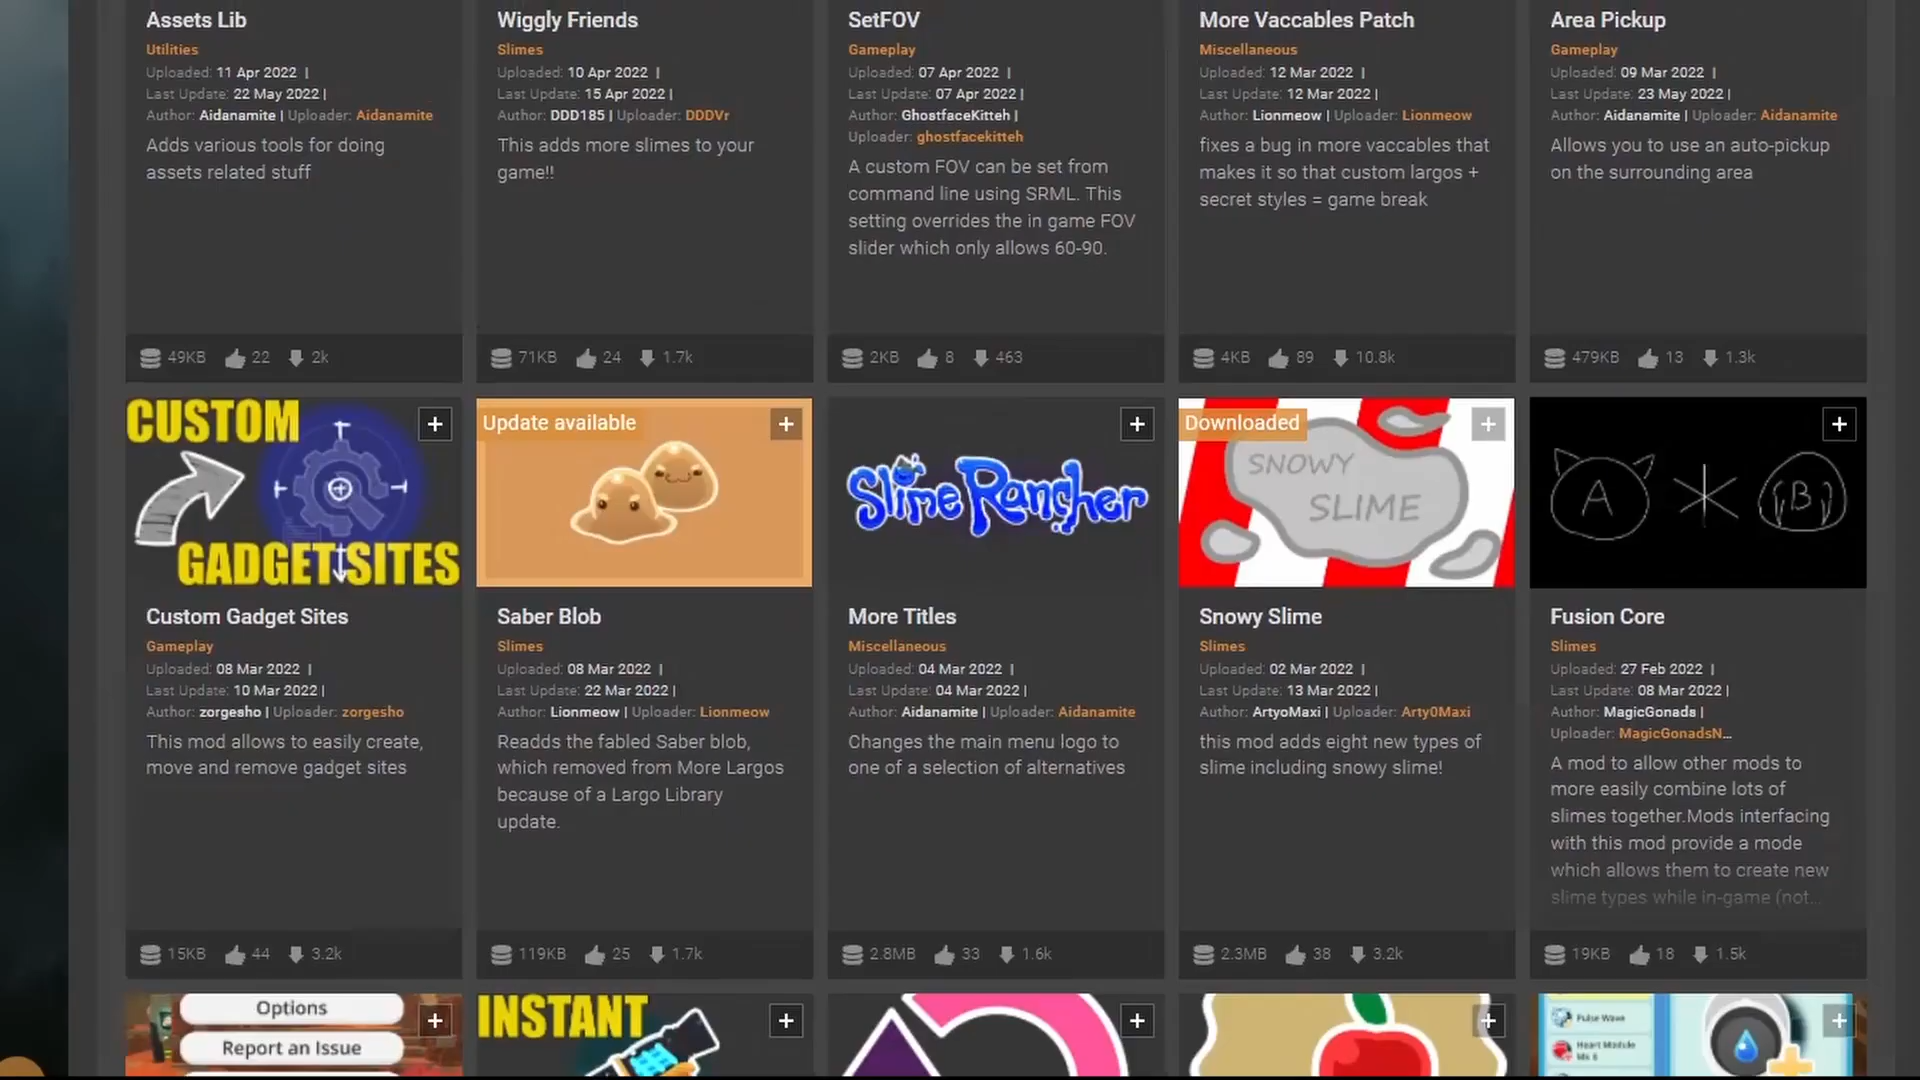 Assets Lib
Utilities
Uploaded: 11 Apr 2022 |
Last Update: 22 May 2022 |
Author: Aidanamite | Uploader: Aidanamite
Adds various tools for doing
assets related stuff
49KB 22 2k
Wiggly Friends
Slimes
Uploaded: 10 Apr 2022 |
Last Update: 15 Apr 2022 |
Author: DDD185 | Uploader: DDDVr
This adds more slimes to your
game!!
71KB 24 1.7k
SetFOV
Gameplay
Uploaded: 07 Apr 2022 |
Last Update: 07 Apr 2022 |
Author: GhostfaceKitteh |
Uploader: ghostfacekitteh
A custom FOV can be set from
command line using SRML. This
setting overrides the in game FOV
slider which only allows 60-90.
2KB 8 463
More Vaccables Patch
Miscellaneous
Uploaded: 12 Mar 2022 |
Last Update: 12 Mar 2022 |
Author: Lionmeow | Uploader: Lionmeow
fixes a bug in more vaccables that
makes it so that custom largos +
secret styles = game break
4KB 89 10.8k
Area Pickup
Gameplay
Uploaded: 09 Mar 2022 |
Last Update: 23 May 2022 |
Author: Aidanamite | Uploader: Aidanamite
Allows you to use an auto-pickup
on the surrounding area
479KB 13 1.3k
CUSTOM
GADGET SITES
Custom Gadget Sites
Gameplay
Uploaded: 08 Mar 2022 |
Last Update: 10 Mar 2022 |
Author: zorgesho | Uploader: zorgesho
This mod allows to easily create,
move and remove gadget sites
15KB 44 3.2k
Update available
Saber Blob
Slimes
Uploaded: 08 Mar 2022 |
Last Update: 22 Mar 2022 |
Author: Lionmeow | Uploader: Lionmeow
Readds the fabled Saber blob,
which removed from More Largos
because of a Largo Library
update.
119KB 25 1.7k
Slime Rancher
More Titles
Miscellaneous
Uploaded: 04 Mar 2022 |
Last Update: 04 Mar 2022 |
Author: Aidanamite | Uploader: Aidanamite
Changes the main menu logo to
one of a selection of alternatives
2.8MB 33 1.6k
Downloaded
SNOWY
SLIME
Snowy Slime
Slimes
Uploaded: 02 Mar 2022 |
Last Update: 13 Mar 2022 |
Author: ArtyoMaxi | Uploader: Arty0Maxi
this mod adds eight new types of
slime including snowy slime!
2.3MB 38 3.2k
A B
Fusion Core
Slimes
Uploaded: 27 Feb 2022 |
Last Update: 08 Mar 2022 |
Author: MagicGonads |
Uploader: MagicGonadsN...
A mod to allow other mods to
more easily combine lots of
slimes together.Mods interfacing
with this mod provide a mode
which allows them to create new
slime types while in-game (not...
19KB 18 1.5k
Options
Report an Issue
INSTANT
Pulse Wave
Heart Module
Mk 6